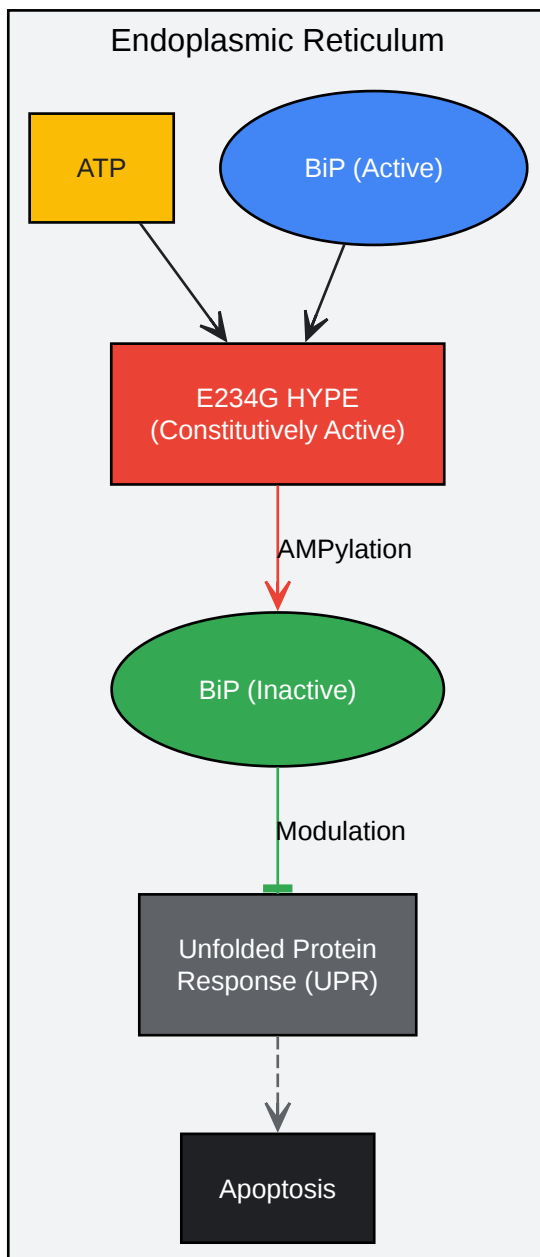 Endoplasmic Reticulum
ATP
BiP (Active)
E234G HYPE
(Constitutively Active)
AMPylation
BiP (Inactive)
Modulation
Unfolded Protein
Response (UPR)
Apoptosis